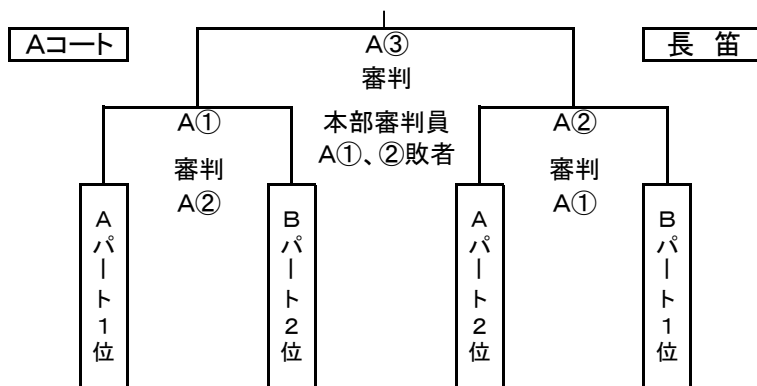 Aコート
A③
長 笛
審判
A①
本部審判員
A②
審判
A①、②敗者
審判
A②
A①
Aパート1位
Bパート2位
Aパート2位
Bパート1位